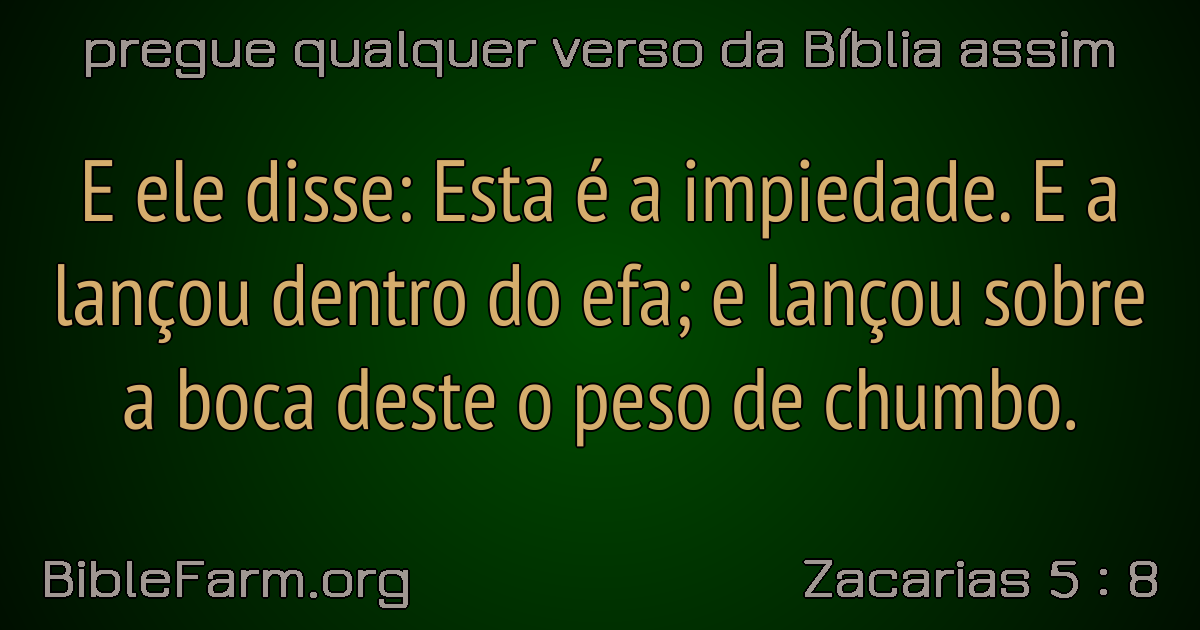 pregue qualquer verso da Bíblia assim
E ele disse: Esta é a impiedade. E a
lançou dentro do efa; e lançou sobre
a boca deste o peso de chumbo.
BibleFarm.org
Zacarias 5 : 8